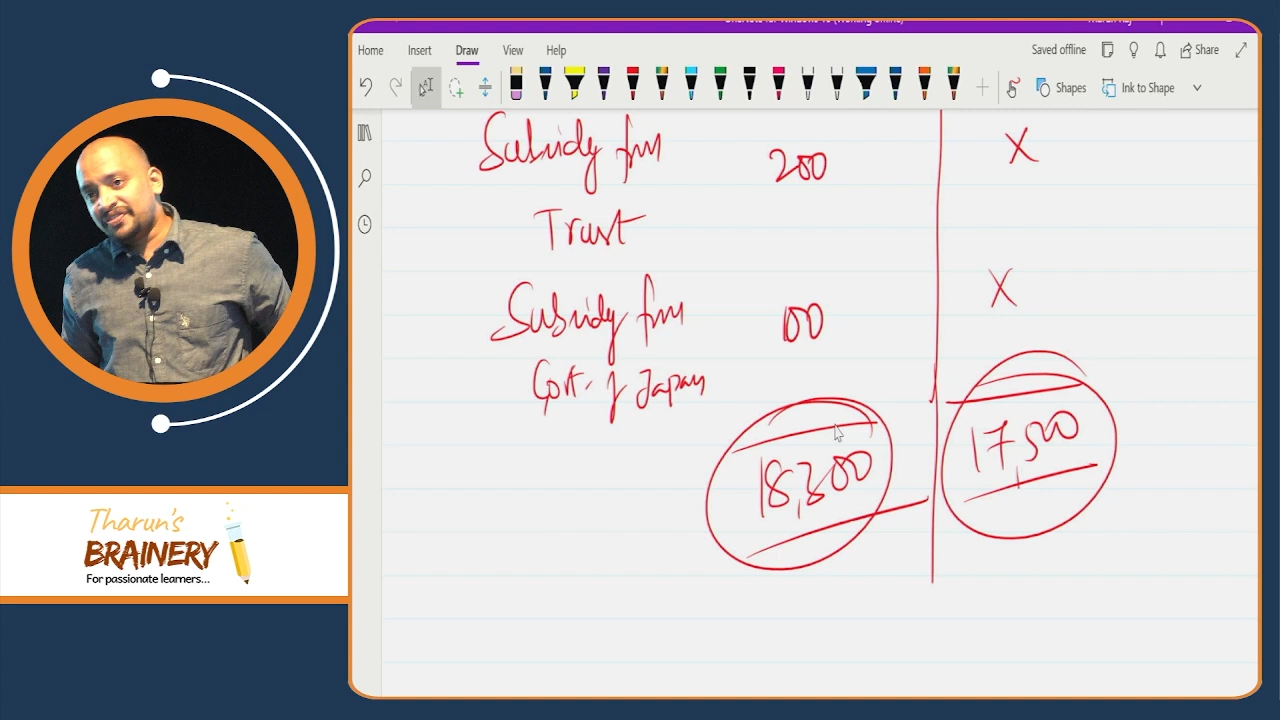 Home Insert Draw View Help
Saved offline
Share
Shapes
Ink to Shape
Subsidy from 200 X
Trust
Subsidy from 100 X
Govt. of Japan
18,300 17,500
Tharun's
BRAINERY
For passionate learners...